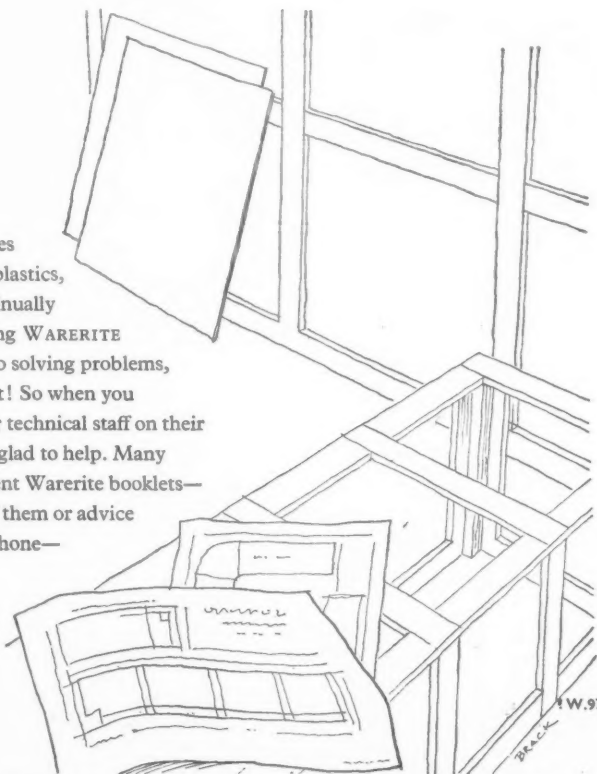 es
plastics,
nually
ng WARERITE
o solving problems,
t! So when you
r technical staff on their
glad to help. Many
ent Warerite booklets—
them or advice
hone—
W.9
BRACK